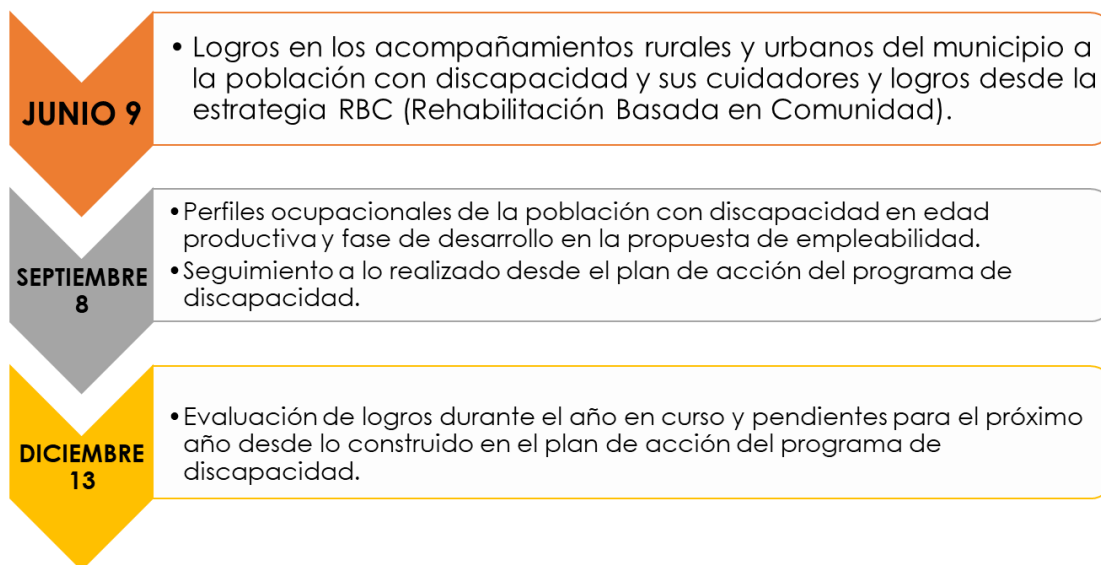 JUNIO 9
• Logros en los acompañamientos rurales y urbanos del municipio a
la población con discapacidad y sus cuidadores y logros desde la
estrategia RBC (Rehabilitación Basada en Comunidad).
SEPTIEMBRE
8
• Perfiles ocupacionales de la población con discapacidad en edad
productiva y fase de desarrollo en la propuesta de empleabilidad.
• Seguimiento a lo realizado desde el plan de acción del programa de
discapacidad.
DICIEMBRE
13
• Evaluación de logros durante el año en curso y pendientes para el próximo
año desde lo construido en el plan de acción del programa de
discapacidad.